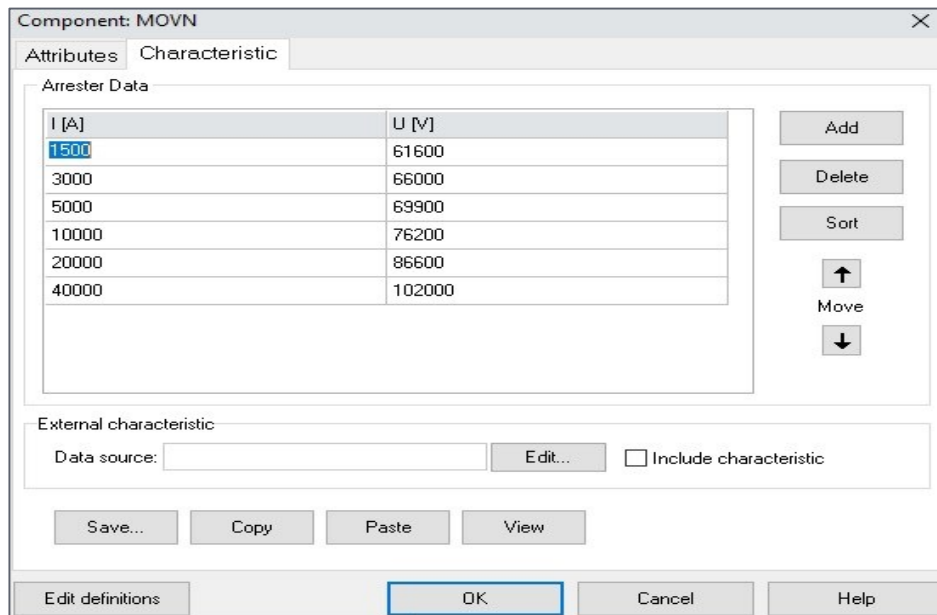 Component: MOVN
Attributes Characteristic
Arrester Data
I [A] U [V]
1500 61600
3000 66000
5000 69900
10000 76200
20000 86600
40000 102000
Add
Delete
Sort
Move
External characteristic
Data source: Edit... Include characteristic
Save... Copy Paste View
Edit definitions OK Cancel Help